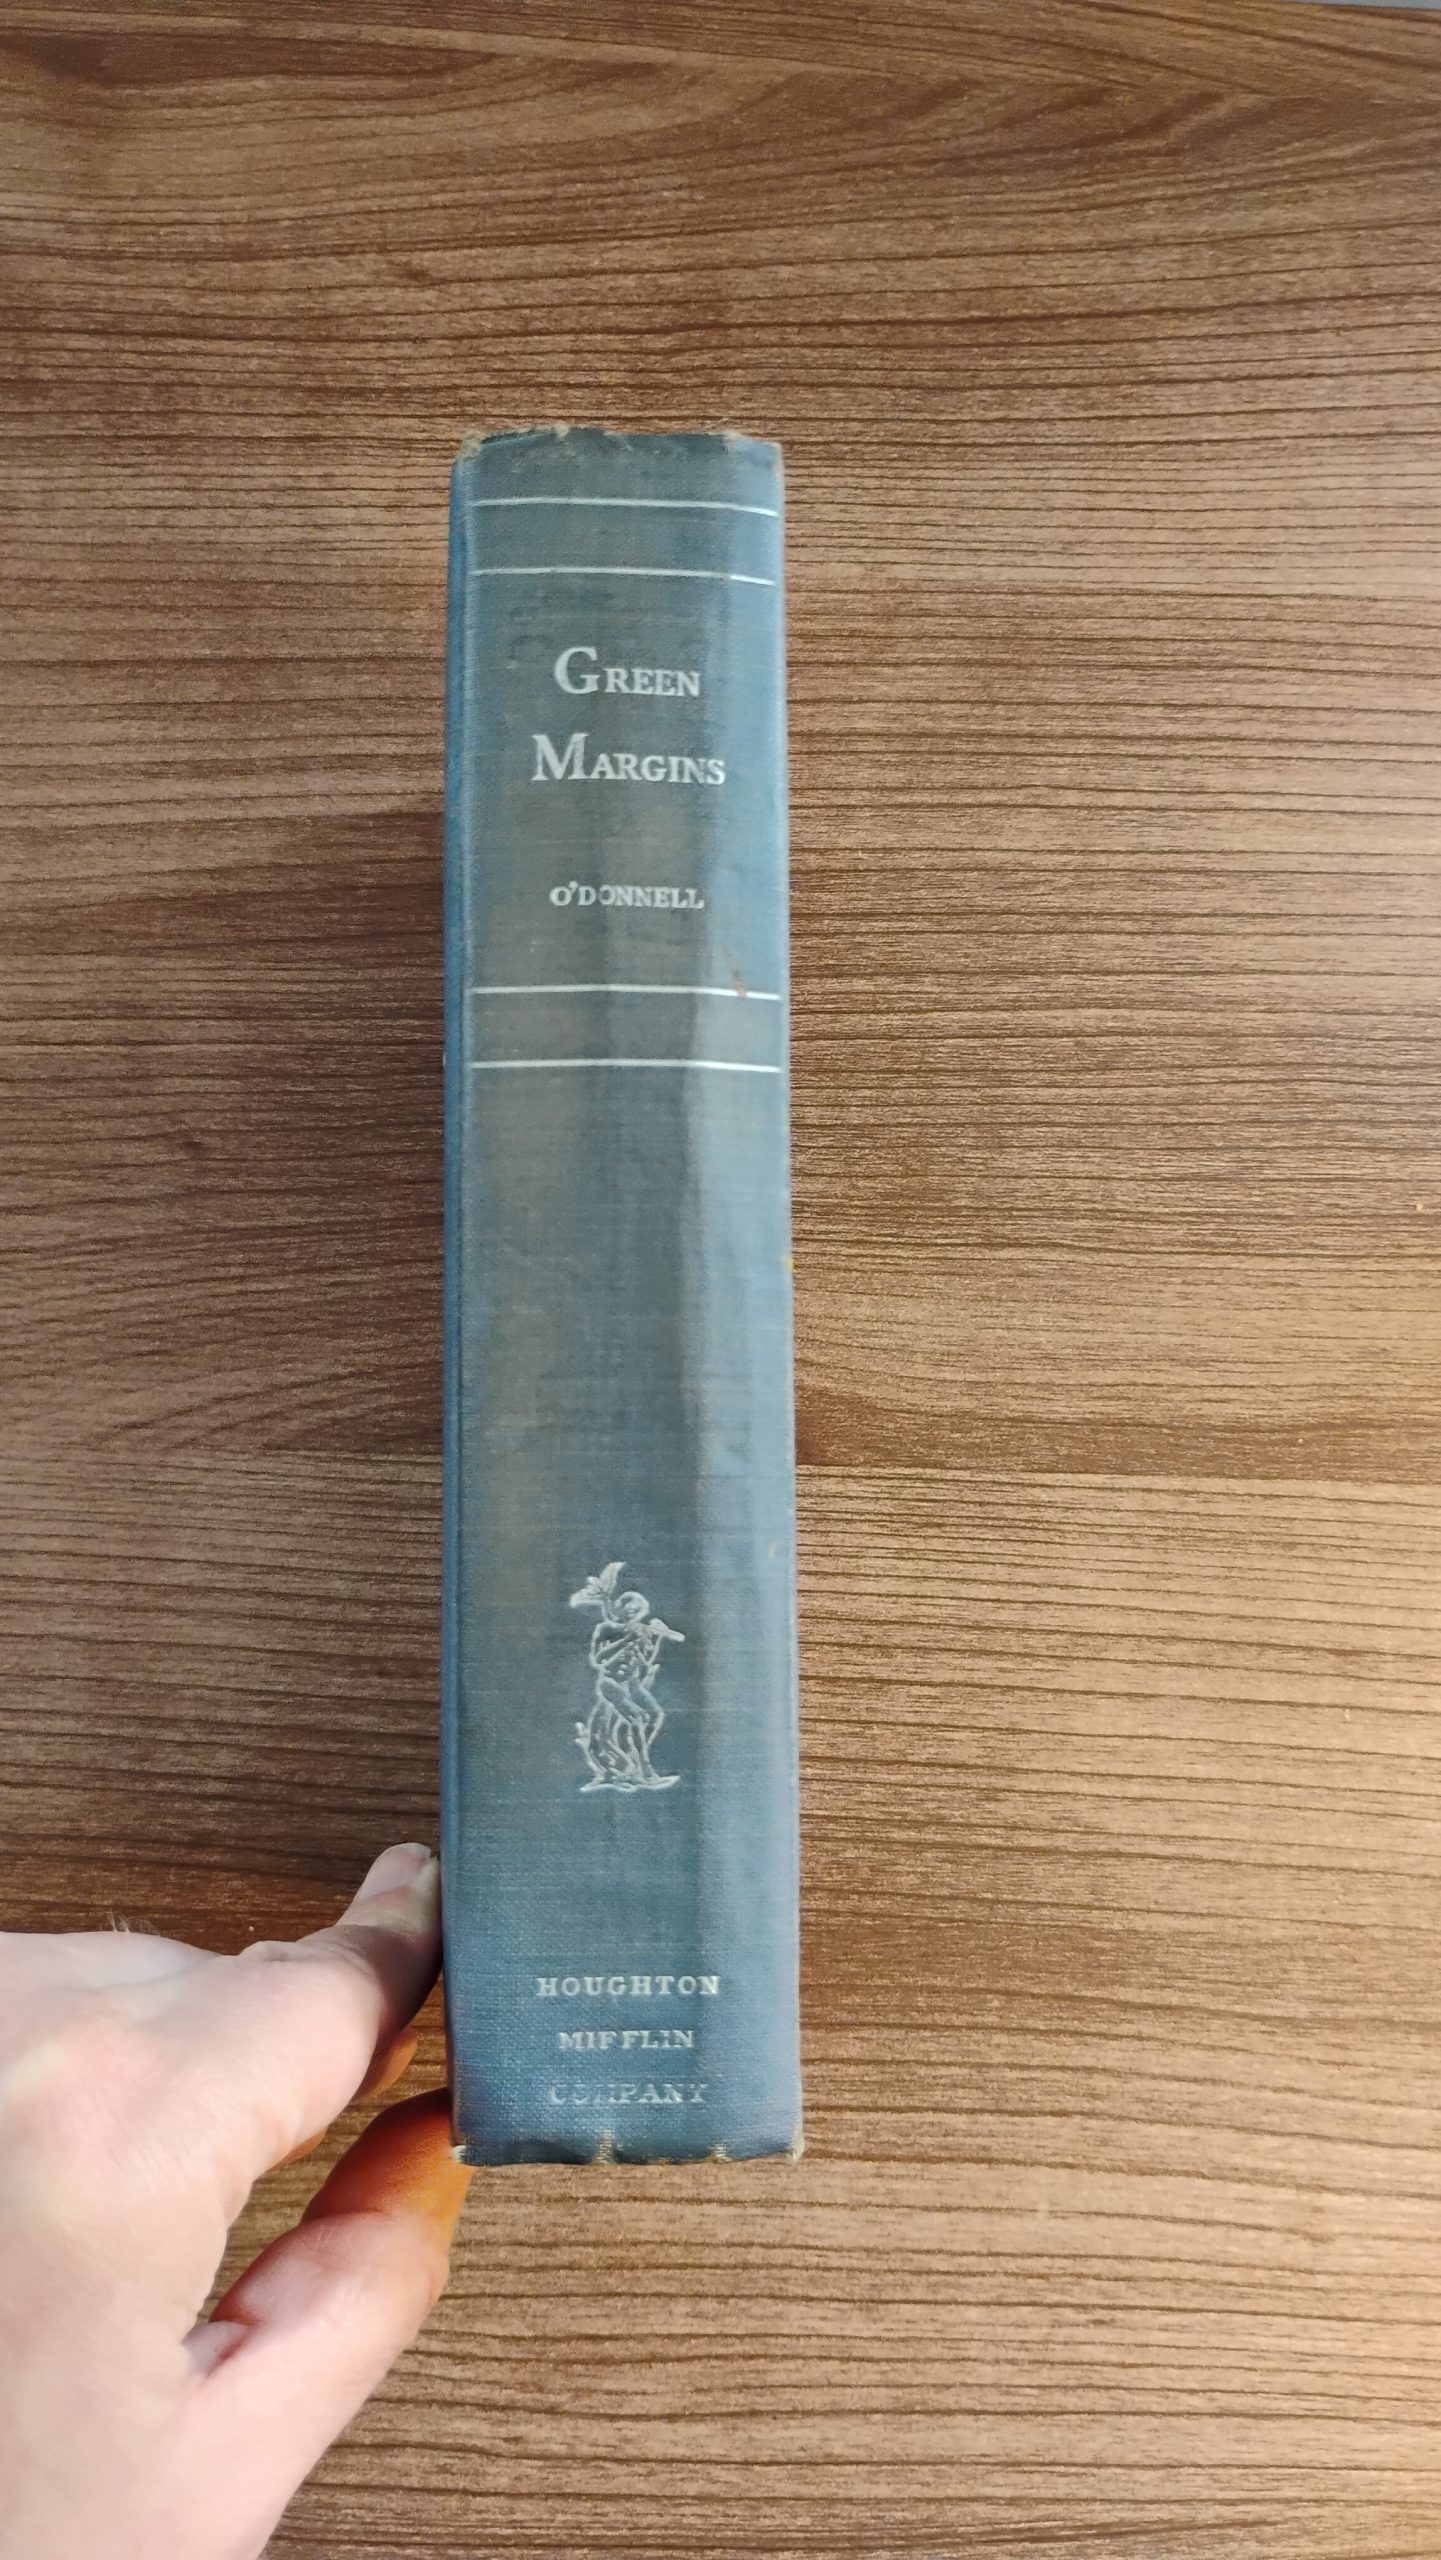 GREEN
MARGINS
O'DONNELL
HOUGHTON
MIFFLIN
COMPANY